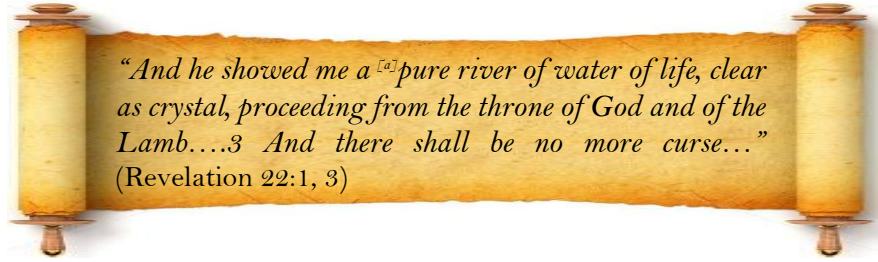 “And he showed me a [a]pure river of water of life, clear
as crystal, proceeding from the throne of God and of the
Lamb….3 And there shall be no more curse…”
(Revelation 22:1, 3)